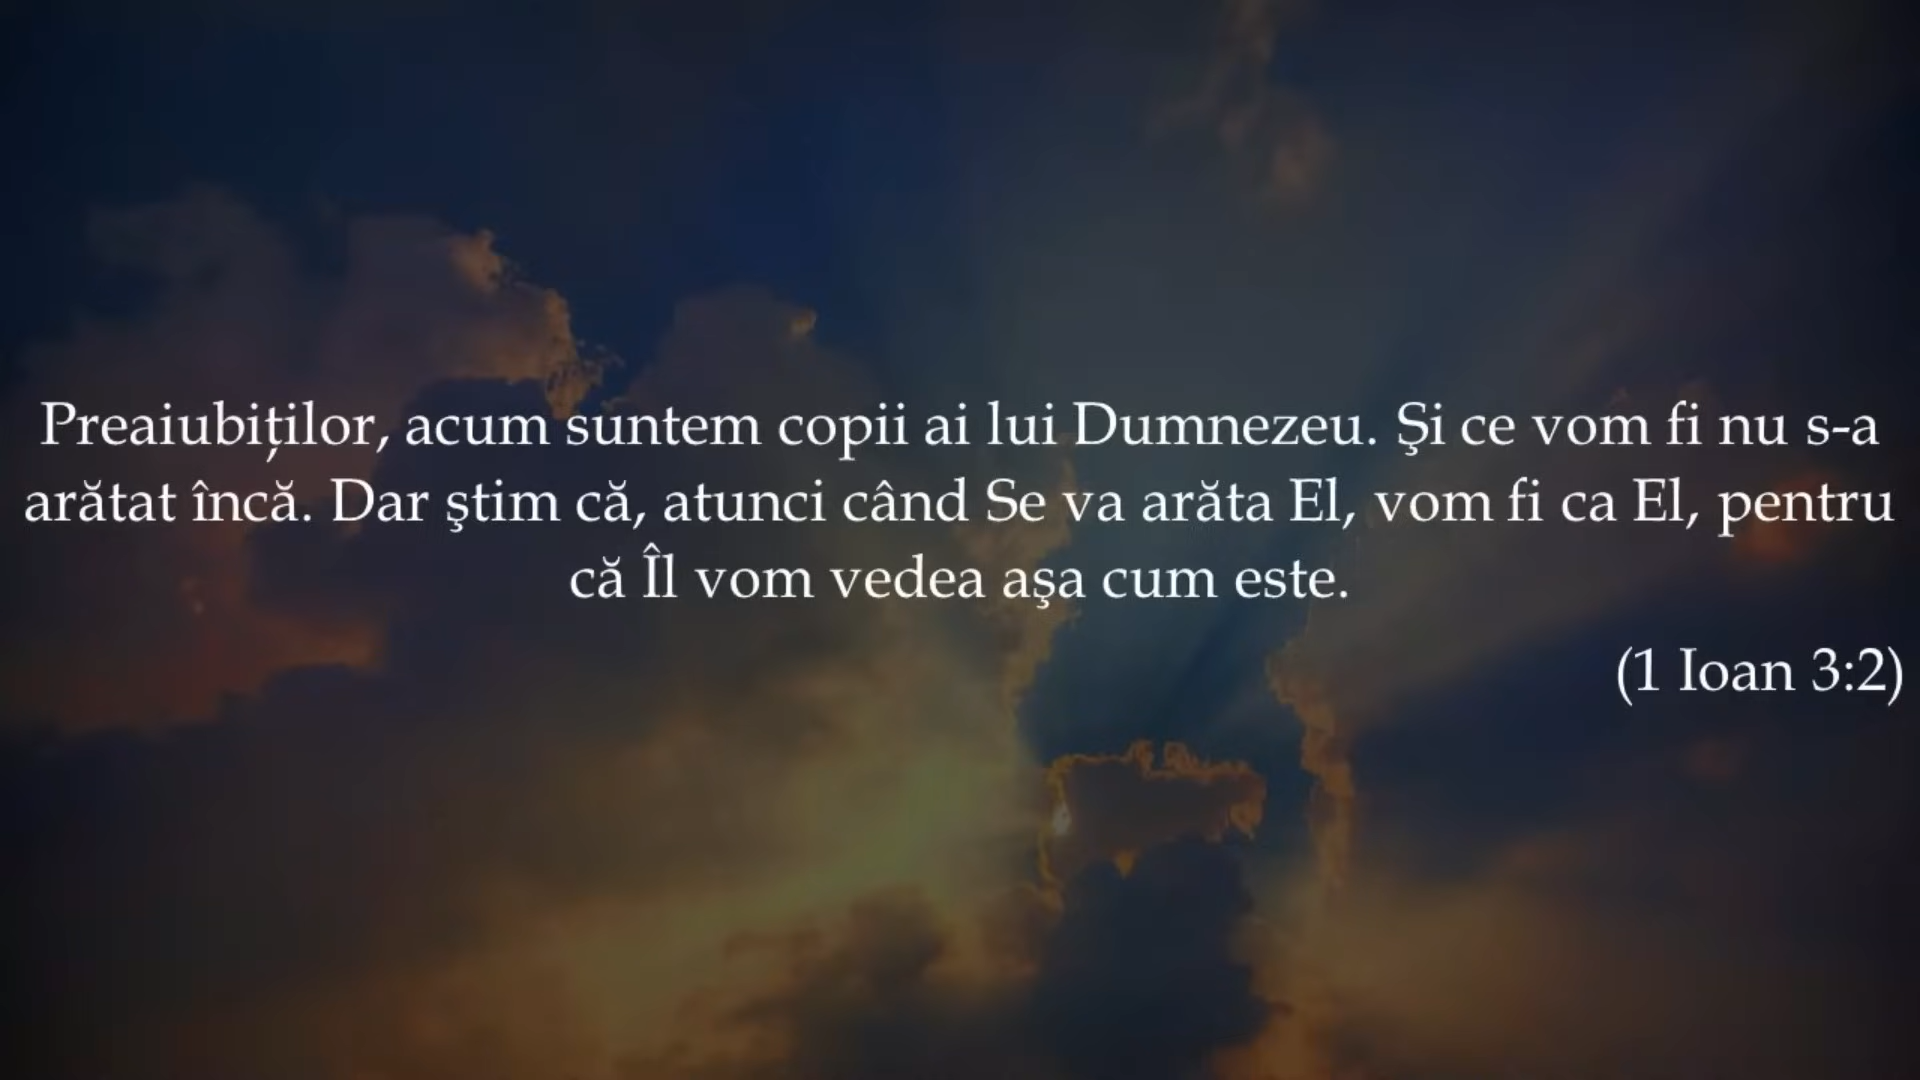 Preaiubiţilor, acum suntem copii ai lui Dumnezeu. Şi ce vom fi nu s-a
arătat încă. Dar ştim că, atunci când Se va arăta El, vom fi ca El, pentru
că Îl vom vedea aşa cum este.
(1 Ioan 3:2)